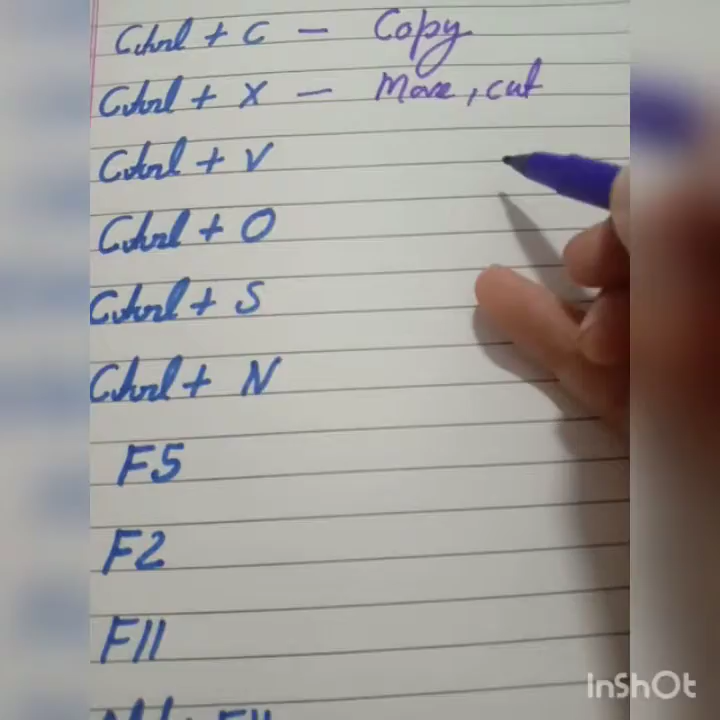 Ctrl + C - Copy
Ctrl + X - Move, cut
Ctrl + V
Ctrl + O
Ctrl + S
Ctrl + N
F5
F2
F11
InShOt